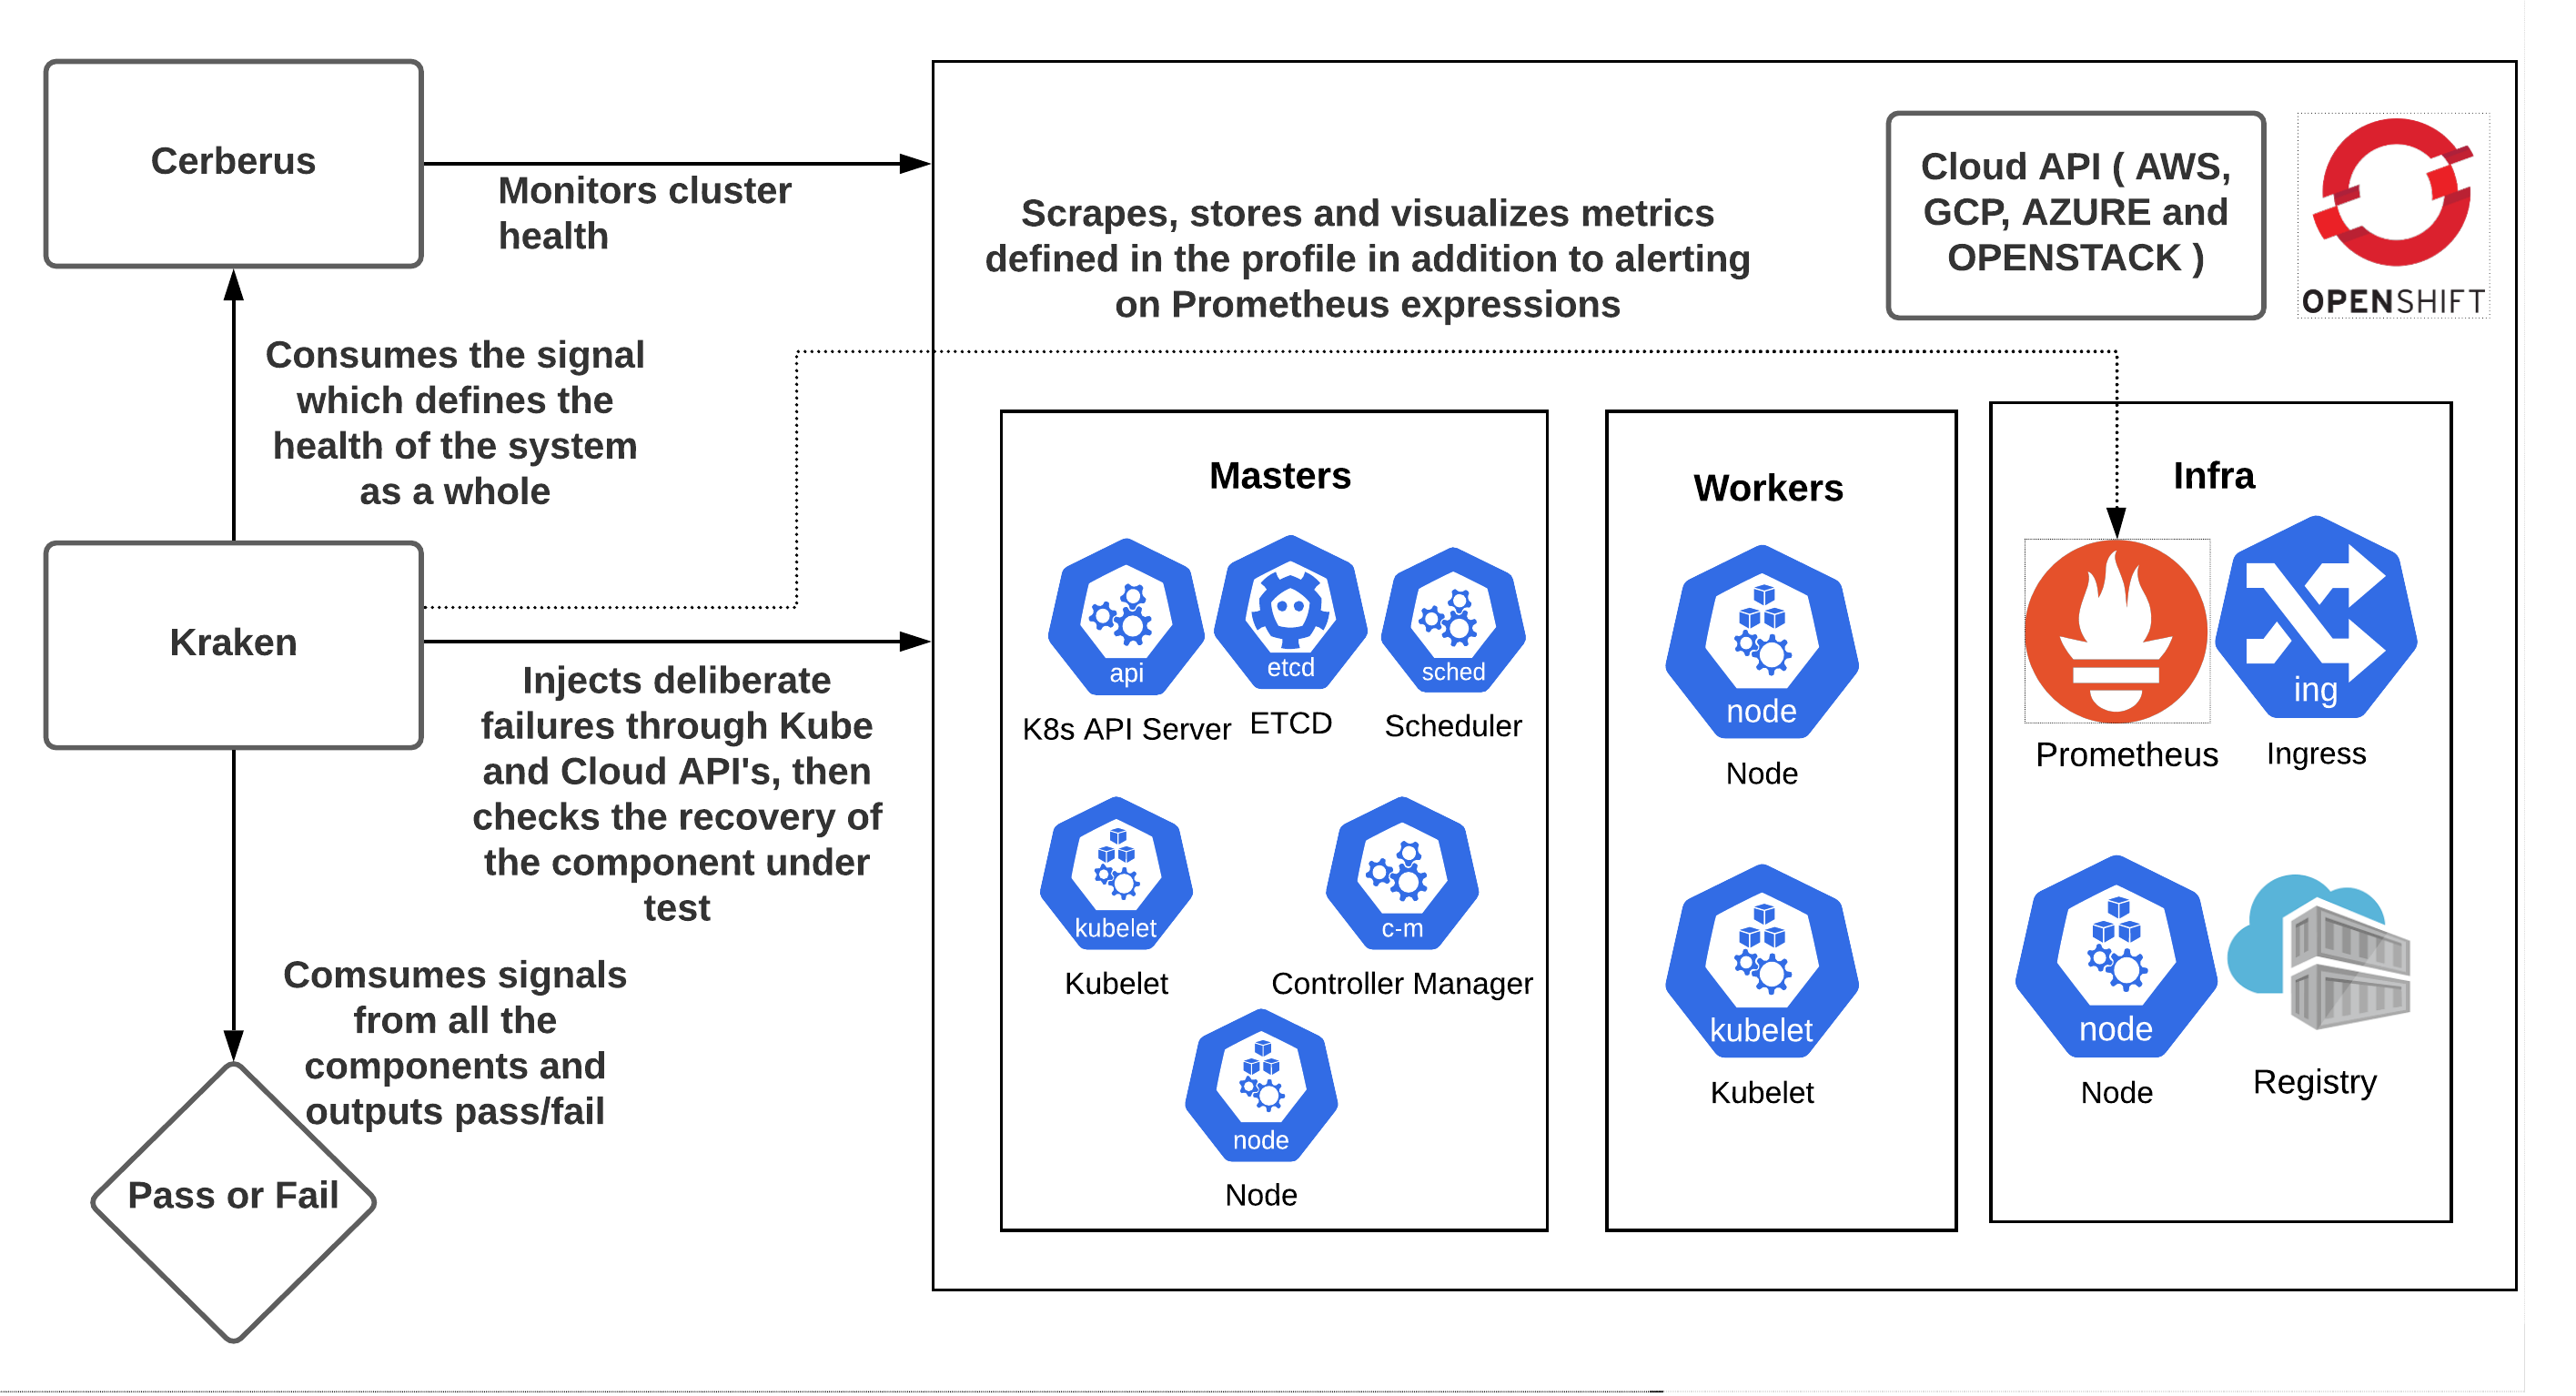 Cerberus
Monitors cluster
health
Consumes the signal
which defines the
health of the system
as a whole
Kraken
Injects deliberate
failures through Kube
and Cloud API's, then
checks the recovery of
the component under
test
Comsumes signals
from all the
components and
outputs pass/fail
Pass or Fail
Scrapes, stores and visualizes metrics
defined in the profile in addition to alerting
on Prometheus expressions
Cloud API ( AWS,
GCP, AZURE and
OPENSTACK )
OPENSHIFT
Masters
api
K8s API Server
etcd
ETCD
sched
Scheduler
kubelet
Kubelet
c-m
Controller Manager
node
Node
Workers
node
Node
kubelet
Kubelet
Infra
Prometheus
ing
Ingress
node
Node
Registry